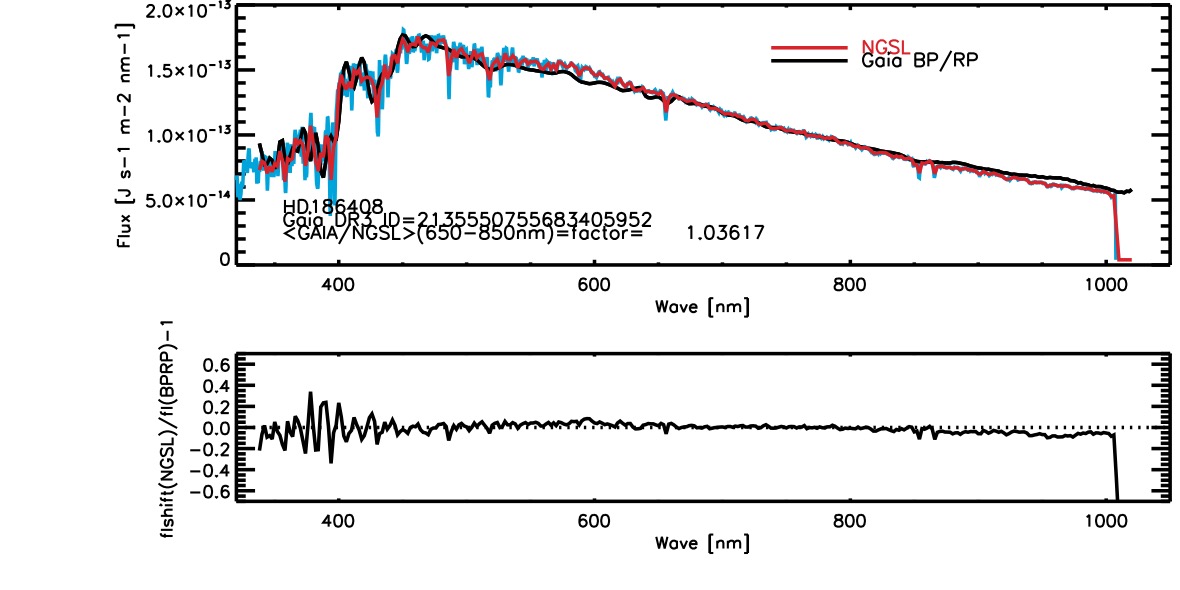 2.0×10−13
1.5×10−13
1.0×10−13
5.0×10−14
0
Flux [J s−1 m−2 nm−1]
NGSL
Gaia BP/RP
HD186408
Gaia DR3 ID=2135550755683405952
<GAIA/NGSL>(650−850nm)=factor= 1.03617
400 600 800 1000
Wave [nm]
0.6
0.4
0.2
0.0
−0.2
−0.4
−0.6
flshift(NGSL)/fl(BPRP)−1
400 600 800 1000
Wave [nm]